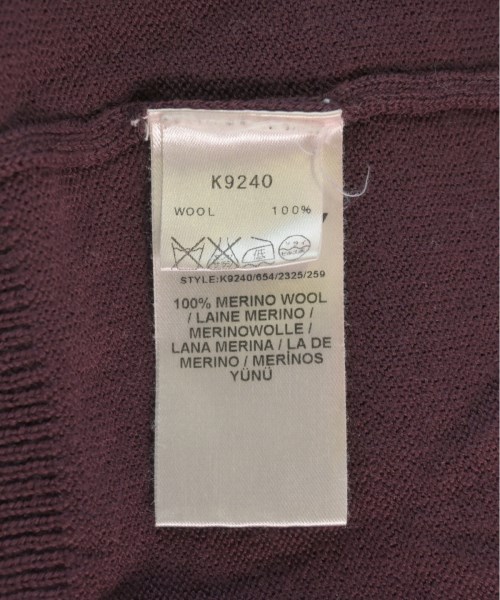 K9240
WOOL 100%
低
STYLE:K9240/654/2325/259
100% MERINO WOOL
/ LAINE MERINO /
MERINOWOLLE /
LANA MERINA / LA DE
MERINO / MERİNOS
YÜNÜ